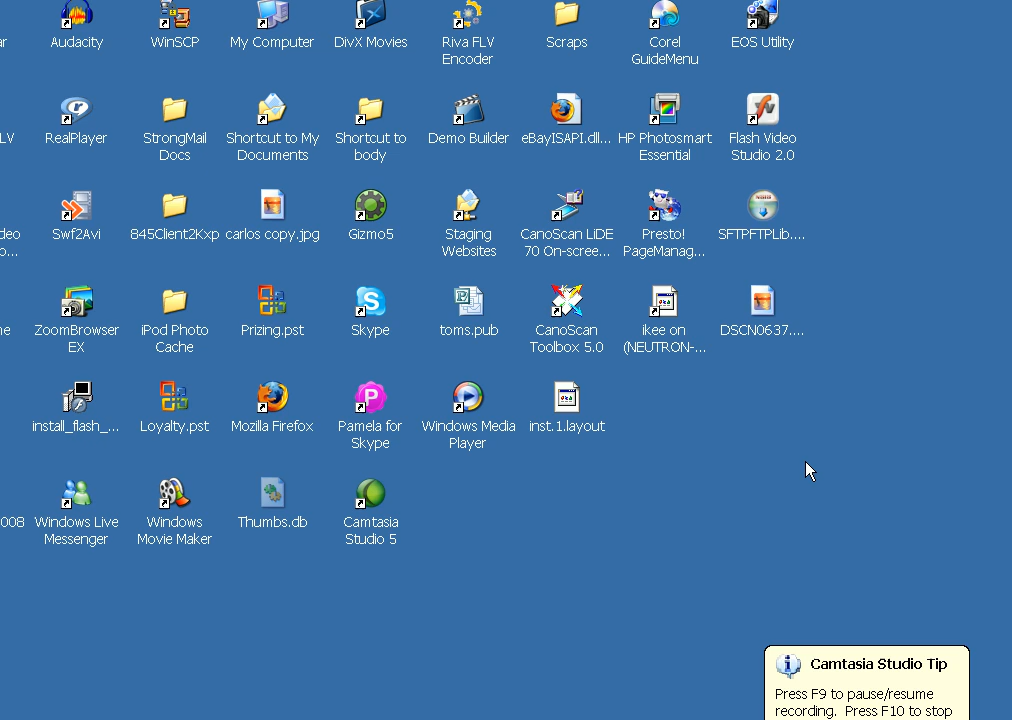 ar
Audacity
WinSCP
My Computer
DivX Movies
Riva FLV
Encoder
Scraps
Corel
GuideMenu
EOS Utility
LV
RealPlayer
StrongMail
Docs
Shortcut to My
Documents
Shortcut to
body
Demo Builder
eBayISAPI.dll...
HP Photosmart
Essential
Flash Video
Studio 2.0
deo
o...
Swf2Avi
845Client2Kxp
carlos copy.jpg
Gizmo5
Staging
Websites
CanoScan LiDE
70 On-scree...
Presto!
PageManag...
SFTPFTPLib....
ne
ZoomBrowser
EX
iPod Photo
Cache
Prizing.pst
Skype
toms.pub
CanoScan
Toolbox 5.0
ikee on
(NEUTRON-...
DSCN0637....
install_flash_...
Loyalty.pst
Mozilla Firefox
Pamela for
Skype
Windows Media
Player
inst.1.layout
008
Windows Live
Messenger
Windows
Movie Maker
Thumbs.db
Camtasia
Studio 5
Camtasia Studio Tip
Press F9 to pause/resume
recording. Press F10 to stop